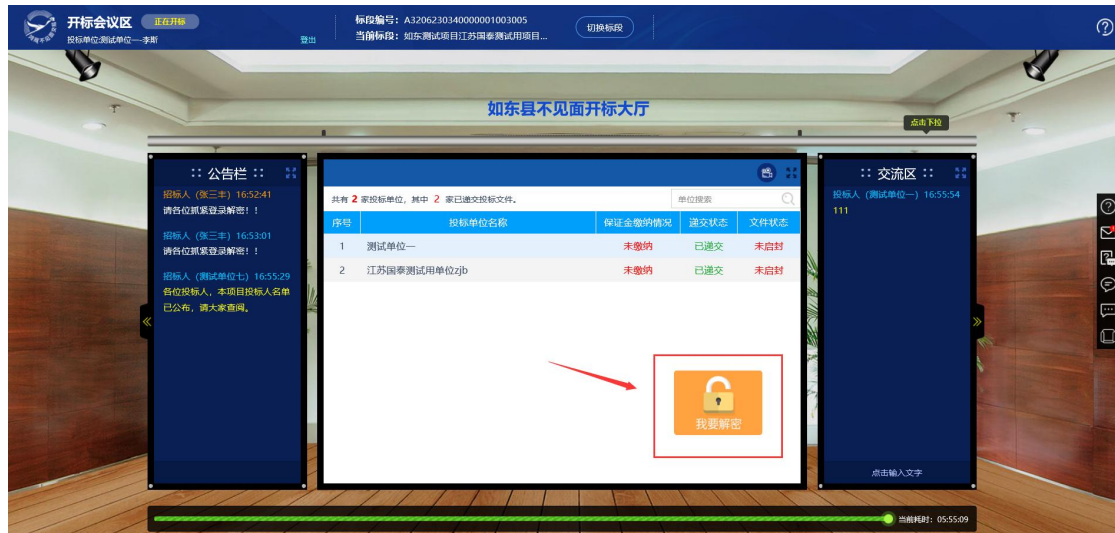 开标会议区 正在开标
投标单位:测试单位一--李斯
登出
标段编号：A3206230340000001003005
当前标段：如东测试项目江苏国泰测试用项目...
切换标段
如东县不见面开标大厅
点击下拉
:: 公告栏 ::
招标人（张三丰）16:52:41
请各位抓紧登录解密！！
招标人（张三丰）16:53:01
请各位抓紧登录解密！！
招标人（测试单位七）16:55:29
各位投标人，本项目投标人名单
已公布，请大家查阅。
共有 2 家投标单位，其中 2 家已递交投标文件。
单位搜索
序号 投标单位名称 保证金缴纳情况 递交状态 文件状态
1 测试单位一 未缴纳 已递交 未启封
2 江苏国泰测试用单位zjb 未缴纳 已递交 未启封
我要解密
:: 交流区 ::
投标人（测试单位一）16:55:54
111
点击输入文字
当前耗时：05:55:09